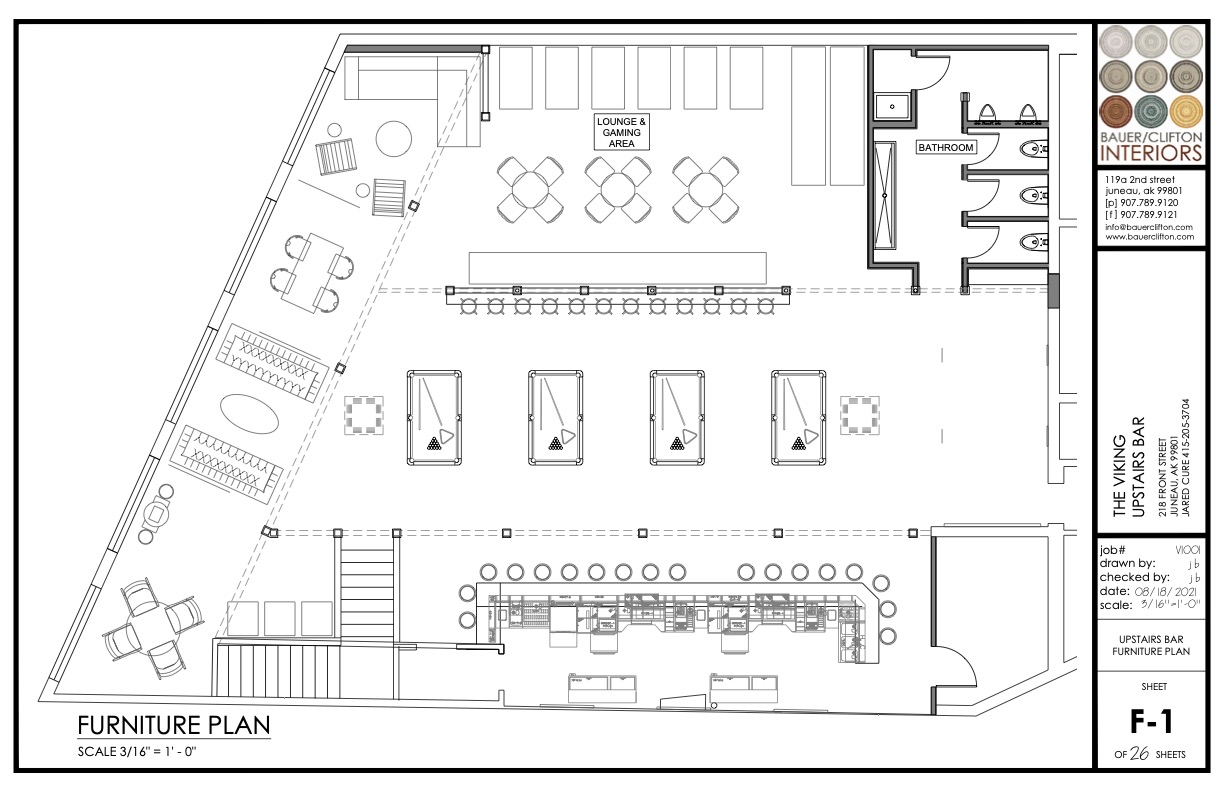 LOUNGE &
GAMING
AREA
BATHROOM
FURNITURE PLAN
SCALE 3/16" = 1' - 0"
BAUER/CLIFTON
INTERIORS
119a 2nd street
juneau, ak 99801
[p] 907.789.9120
[f] 907.789.9121
info@bauerclifton.com
www.bauerclifton.com
THE VIKING
UPSTAIRS BAR
218 FRONT STREET
JUNEAU, AK 99801
JARED CURE 415-205-3704
job# VI001
drawn by: jb
checked by: jb
date: 08/18/2021
scale: 3/16"=1'-0"
UPSTAIRS BAR
FURNITURE PLAN
SHEET
F-1
OF 26 SHEETS